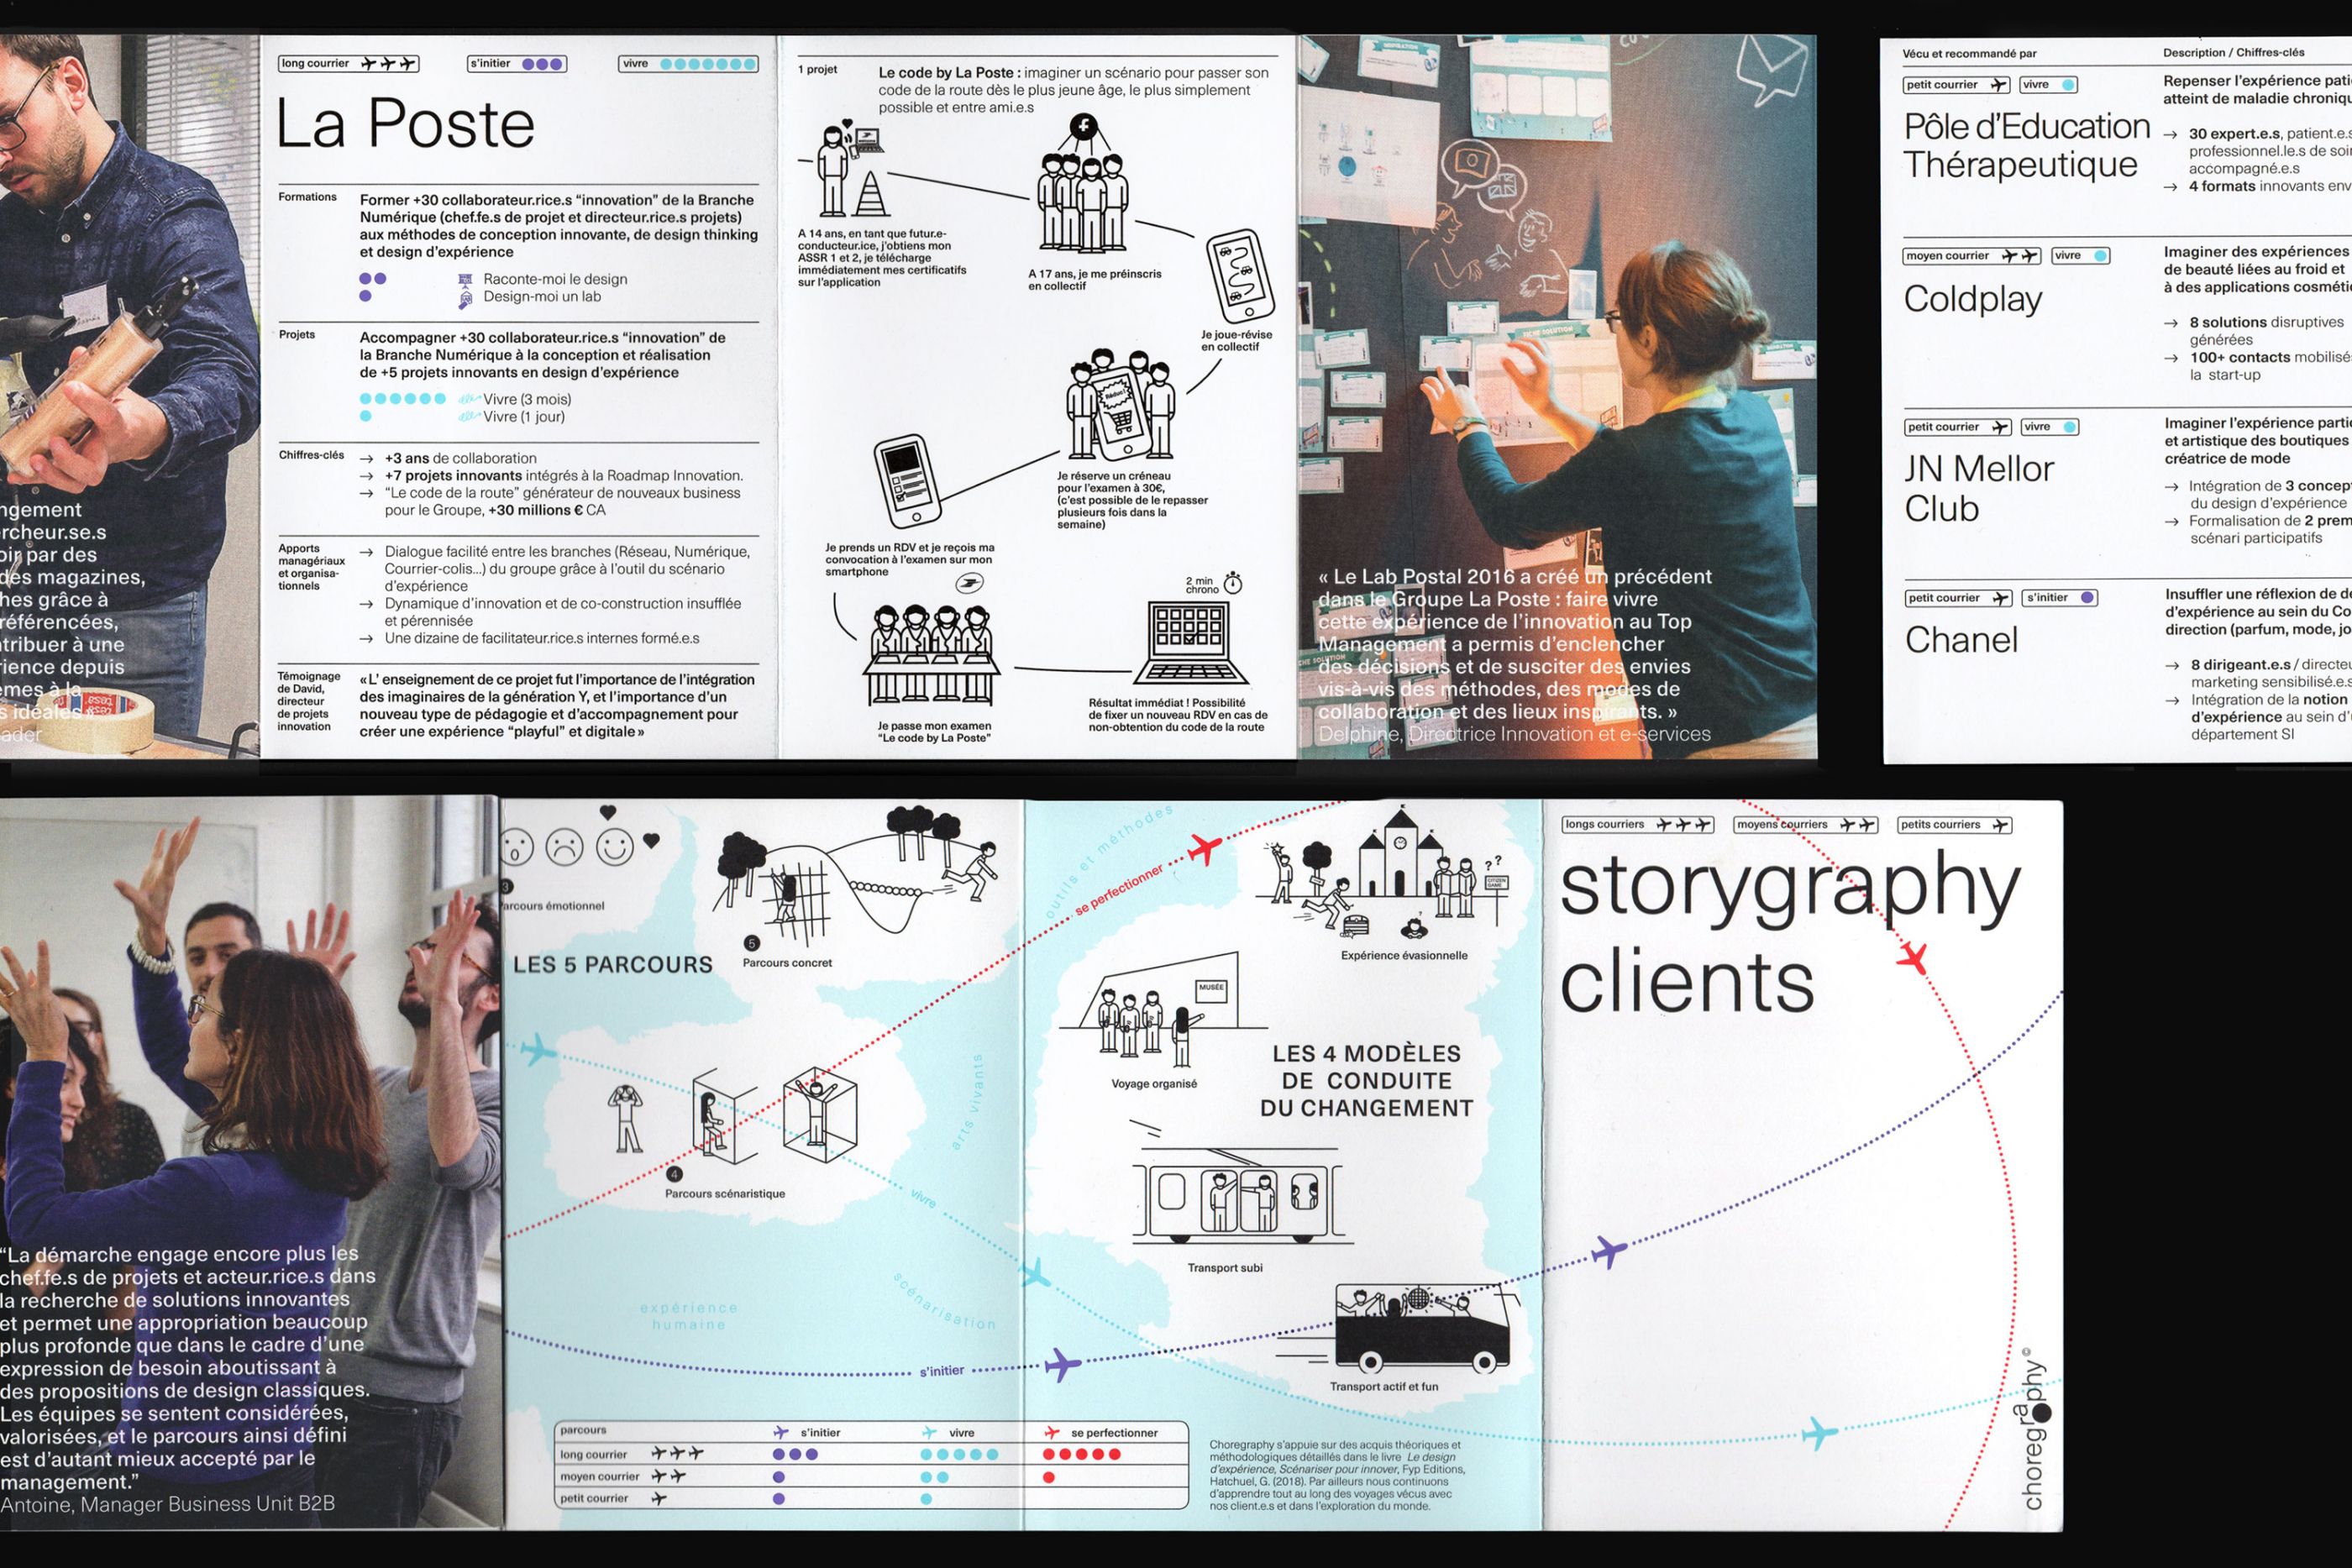 ngement
rcheur.se.s
oir par des
des magazines,
hes grâce à
référencées,
tribuer à une
rience depuis
èmes à la
s idéales »
ader
long courrier
s'initier
vivre
La Poste
Formations
Former +30 collaborateur.rice.s “innovation” de la Branche
Numérique (chef.fe.s de projet et directeur.rice.s projets)
aux méthodes de conception innovante, de design thinking
et design d'expérience
Raconte-moi le design
Design-moi un lab
Projets
Accompagner +30 collaborateur.rice.s “innovation” de
la Branche Numérique à la conception et réalisation
de +5 projets innovants en design d'expérience
Vivre (3 mois)
Vivre (1 jour)
Chiffres-clés
→ +3 ans de collaboration
→ +7 projets innovants intégrés à la Roadmap Innovation.
→ “Le code de la route” générateur de nouveaux business
pour le Groupe, +30 millions € CA
Apports
managériaux
et organisa-
tionnels
→ Dialogue facilité entre les branches (Réseau, Numérique,
Courrier-colis...) du groupe grâce à l'outil du scénario
d'expérience
→ Dynamique d'innovation et de co-construction insufflée
et pérennisée
→ Une dizaine de facilitateur.rice.s internes formé.e.s
Témoignage
de David,
directeur
de projets
innovation
« L' enseignement de ce projet fut l'importance de l'intégration
des imaginaires de la génération Y, et l'importance d'un
nouveau type de pédagogie et d'accompagnement pour
créer une expérience “playful” et digitale »
1 projet
Le code by La Poste : imaginer un scénario pour passer son
code de la route dès le plus jeune âge, le plus simplement
possible et entre ami.e.s
A 14 ans, en tant que futur.e-
conducteur.ice, j'obtiens mon
ASSR 1 et 2, je télécharge
immédiatement mes certificatifs
sur l'application
A 17 ans, je me préinscris
en collectif
Je joue-révise
en collectif
Réduc!
Je réserve un créneau
pour l'examen à 30€,
(c'est possible de le repasser
plusieurs fois dans la
semaine)
Je prends un RDV et je reçois ma
convocation à l'examen sur mon
smartphone
Je passe mon examen
“Le code by La Poste”
2 min
chrono
Résultat immédiat ! Possibilité
de fixer un nouveau RDV en cas de
non-obtention du code de la route
« Le Lab Postal 2016 a créé un précédent
dans le Groupe La Poste : faire vivre
cette expérience de l'innovation au Top
Management a permis d'enclencher
des décisions et de susciter des envies
vis-à-vis des méthodes, des modes de
collaboration et des lieux inspirants. »
Delphine, Directrice Innovation et e-services
Vécu et recommandé par
Description / Chiffres-clés
petit courrier
vivre
Pôle d'Education
Thérapeutique
Repenser l'expérience pati
atteint de maladie chroniqu
→ 30 expert.e.s, patient.e.s
professionnel.le.s de soin
accompagné.e.s
→ 4 formats innovants env
moyen courrier
vivre
Coldplay
Imaginer des expériences
de beauté liées au froid et
à des applications cosméti
→ 8 solutions disruptives
générées
→ 100+ contacts mobilisé
la start-up
petit courrier
vivre
JN Mellor
Club
Imaginer l'expérience parti
et artistique des boutiques
créatrice de mode
→ Intégration de 3 concep
du design d'expérience
→ Formalisation de 2 prem
scénari participatifs
petit courrier
s'initier
Chanel
Insuffler une réflexion de de
d'expérience au sein du Co
direction (parfum, mode, jo
→ 8 dirigeant.e.s / directeu
marketing sensibilisé.e.s
→ Intégration de la notion
d'expérience au sein d'u
département SI
“La démarche engage encore plus les
chef.fe.s de projets et acteur.rice.s dans
la recherche de solutions innovantes
et permet une appropriation beaucoup
plus profonde que dans le cadre d'une
expression de besoin aboutissant à
des propositions de design classiques.
Les équipes se sentent considérées,
valorisées, et le parcours ainsi défini
est d'autant mieux accepté par le
management.”
Antoine, Manager Business Unit B2B
3
arcours émotionnel
LES 5 PARCOURS
5
Parcours concret
4
Parcours scénaristique
arts vivants
vivre
scénarisation
expérience
humaine
s'initier
outils et méthodes
se perfectionner
CITIZEN
GAME
Expérience évasionnelle
MUSÉE
Voyage organisé
LES 4 MODÈLES
DE CONDUITE
DU CHANGEMENT
Transport subi
Transport actif et fun
parcours s'initier vivre se perfectionner
long courrier
moyen courrier
petit courrier
Choregraphy s'appuie sur des acquis théoriques et
méthodologiques détaillés dans le livre Le design
d'expérience, Scénariser pour innover, Fyp Editions,
Hatchuel, G. (2018). Par ailleurs nous continuons
d'apprendre tout au long des voyages vécus avec
nos client.e.s et dans l'exploration du monde.
longs courriers
moyens courriers
petits courriers
storygraphy
clients
choregraphy©